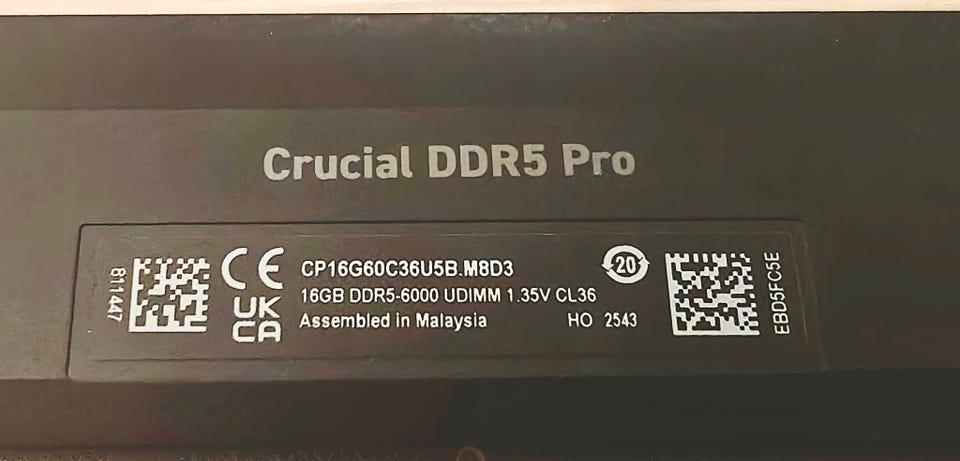 Crucial DDR5 Pro
811447
CE
UK
CA
CP16G60C36U5B.M8D3
16GB DDR5-6000 UDIMM 1.35V CL36
Assembled in Malaysia
HO 2543
20
EBD5FC5E